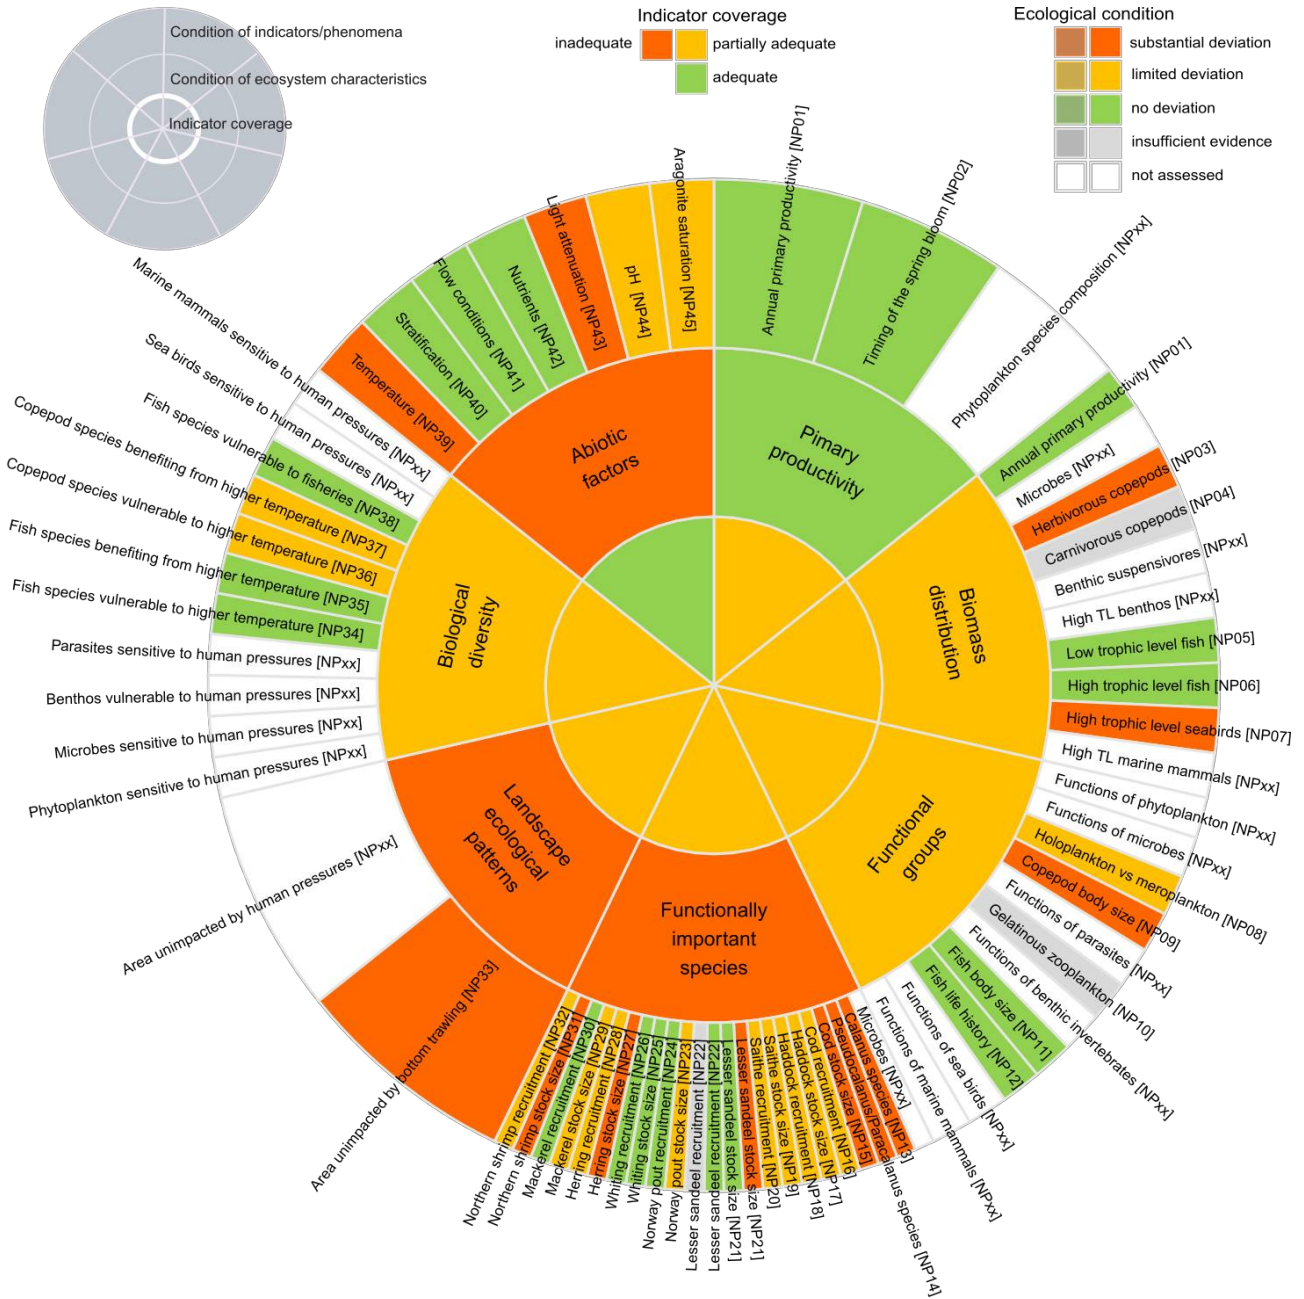 Condition of indicators/phenomena
Condition of ecosystem characteristics
Indicator coverage
Indicator coverage
inadequate
partially adequate
adequate
Ecological condition
substantial deviation
limited deviation
no deviation
insufficient evidence
not assessed
Pimary
productivity
Biomass
distribution
Functional
groups
Functionally
important
species
Landscape
ecological
patterns
Biological
diversity
Abiotic
factors
Annual primary productivity [NP01]
Timing of the spring bloom [NP02]
Phytoplankton species composition [NPxx]
Annual primary productivity [NP01]
Microbes [NPxx]
Herbivorous copepods [NP03]
Carnivorous copepods [NP04]
Benthic suspensivores [NPxx]
High TL benthos [NPxx]
Low trophic level fish [NP05]
High trophic level fish [NP06]
High trophic level seabirds [NP07]
High TL marine mammals [NPxx]
Functions of phytoplankton [NPxx]
Functions of microbes [NPxx]
Holoplankton vs meroplankton [NP08]
Copepod body size [NP09]
Functions of parasites [NPxx]
Gelatinous zooplankton [NP10]
Functions of benthic invertebrates [NPxx]
Fish body size [NP11]
Fish life history [NP12]
Functions of sea birds [NPxx]
Functions of marine mammals [NPxx]
Microbes [NPxx]
Calanus species [NP13]
Pseudocalanus/Paracalanus species [NP14]
Cod stock size [NP15]
Cod recruitment [NP16]
Haddock stock size [NP17]
Haddock recruitment [NP18]
Saithe stock size [NP19]
Saithe recruitment [NP20]
Lesser sandeel stock size [NP21]
Lesser sandeel stock size [NP21]
Lesser sandeel recruitment [NP22]
Lesser sandeel recruitment [NP22]
Norway pout stock size [NP23]
Norway pout recruitment [NP24]
Whiting stock size [NP25]
Whiting recruitment [NP26]
Herring stock size [NP27]
Herring recruitment [NP28]
Mackerel stock size [NP29]
Mackerel recruitment [NP30]
Northern shrimp stock size [NP31]
Northern shrimp recruitment [NP32]
Area unimpacted by bottom trawling [NP33]
Area unimpacted by human pressures [NPxx]
Phytoplankton sensitive to human pressures [NPxx]
Microbes sensitive to human pressures [NPxx]
Benthos vulnerable to human pressures [NPxx]
Parasites sensitive to human pressures [NPxx]
Fish species vulnerable to higher temperature [NP34]
Fish species benefiting from higher temperature [NP35]
Copepod species vulnerable to higher temperature [NP36]
Copepod species benefiting from higher temperature [NP37]
Fish species vulnerable to fisheries [NP38]
Sea birds sensitive to human pressures [NPxx]
Marine mammals sensitive to human pressures [NPxx]
Temperature [NP39]
Stratification [NP40]
Flow conditions [NP41]
Nutrients [NP42]
Light attenuation [NP43]
pH [NP44]
Aragonite saturation [NP45]